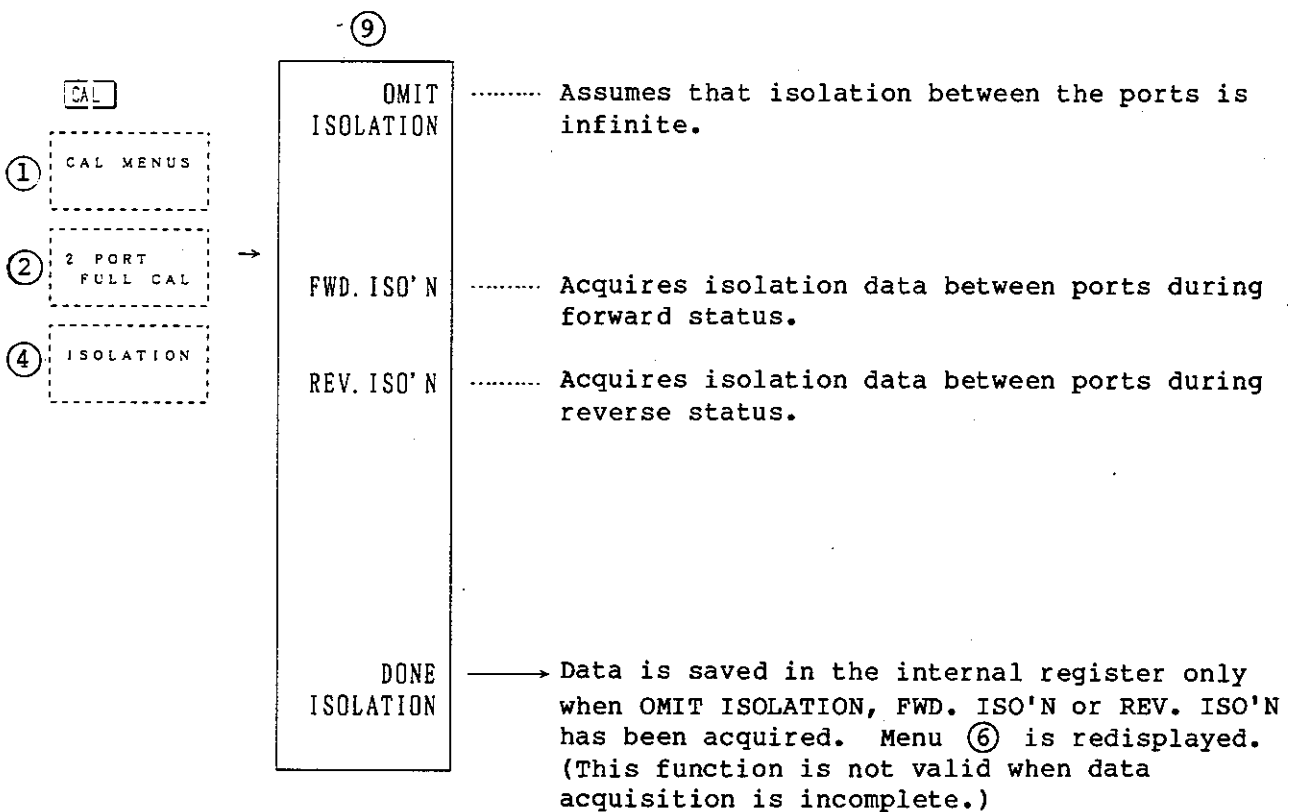 ⑨
CAL
① CAL MENUS
② 2 PORT
FULL CAL
→
④ ISOLATION
OMIT
ISOLATION
......... Assumes that isolation between the ports is
infinite.
FWD. ISO'N ......... Acquires isolation data between ports during
forward status.
REV. ISO'N ......... Acquires isolation data between ports during
reverse status.
DONE
ISOLATION
→ Data is saved in the internal register only
when OMIT ISOLATION, FWD. ISO'N or REV. ISO'N
has been acquired. Menu ⑥ is redisplayed.
(This function is not valid when data
acquisition is incomplete.)